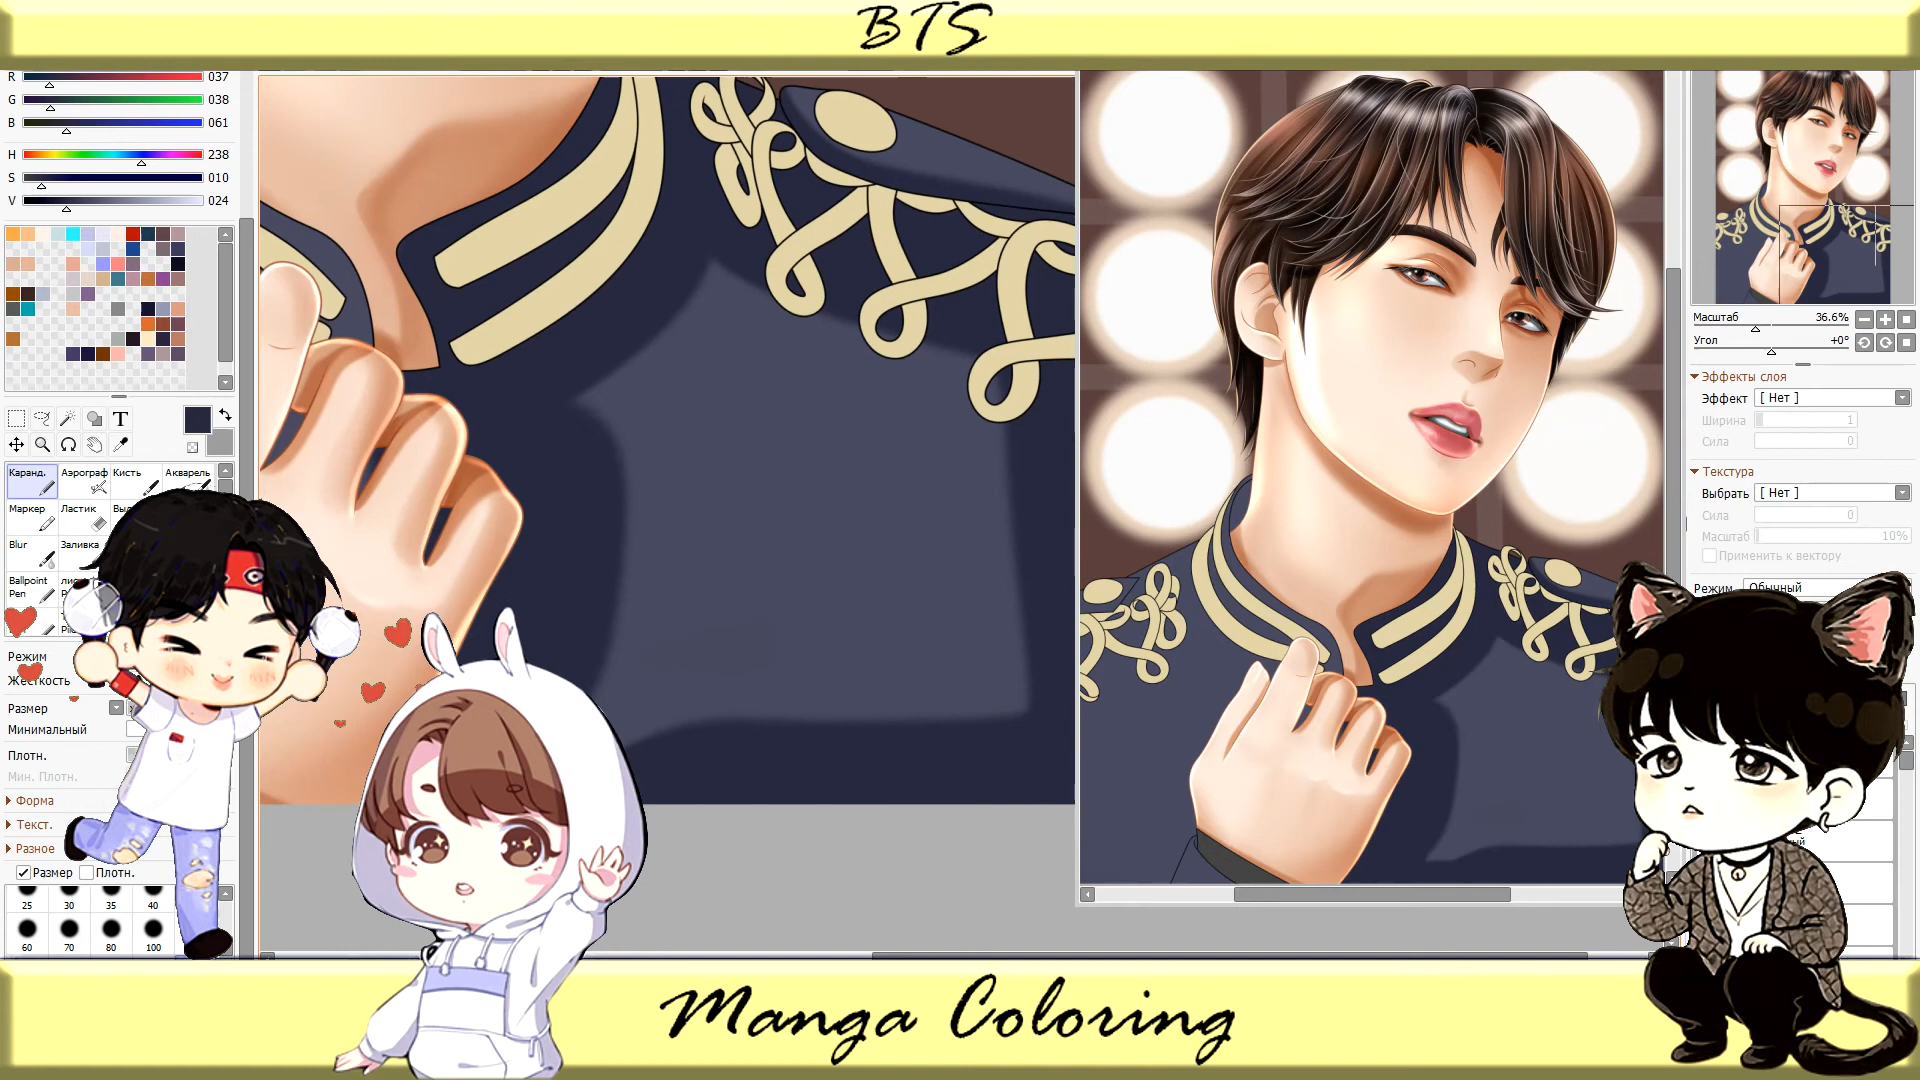 BTS
R 037
G 038
B 061
H 238
S 010
V 024
T
Каранд. Аэрограф Кисть Акварель
Маркер Ластик
Blur Заливка
Ballpoint Pen
Режим
Жесткость
Размер
Минимальный
Плотн.
Мин. Плотн.
Форма
Текст.
Разное
Размер Плотн.
25 30 35 40
60 70 80 100
Масштаб 36.6%
Угол +0°
Эффекты слоя
Эффект [ Нет ]
Ширина 1
Сила 0
Текстура
Выбрать [ Нет ]
Сила 0
Масштаб 10%
Применить к вектору
Режим Обычный
Manga Coloring